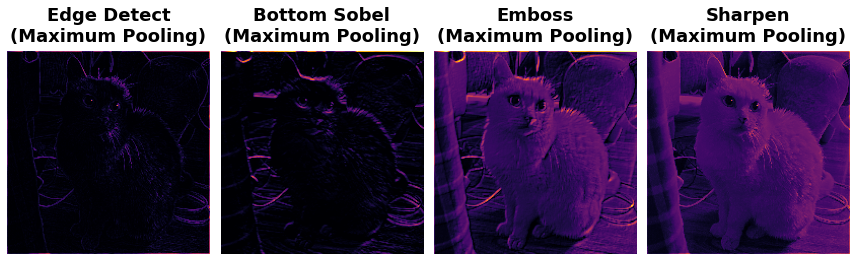 Edge Detect
(Maximum Pooling)
Bottom Sobel
(Maximum Pooling)
Emboss
(Maximum Pooling)
Sharpen
(Maximum Pooling)